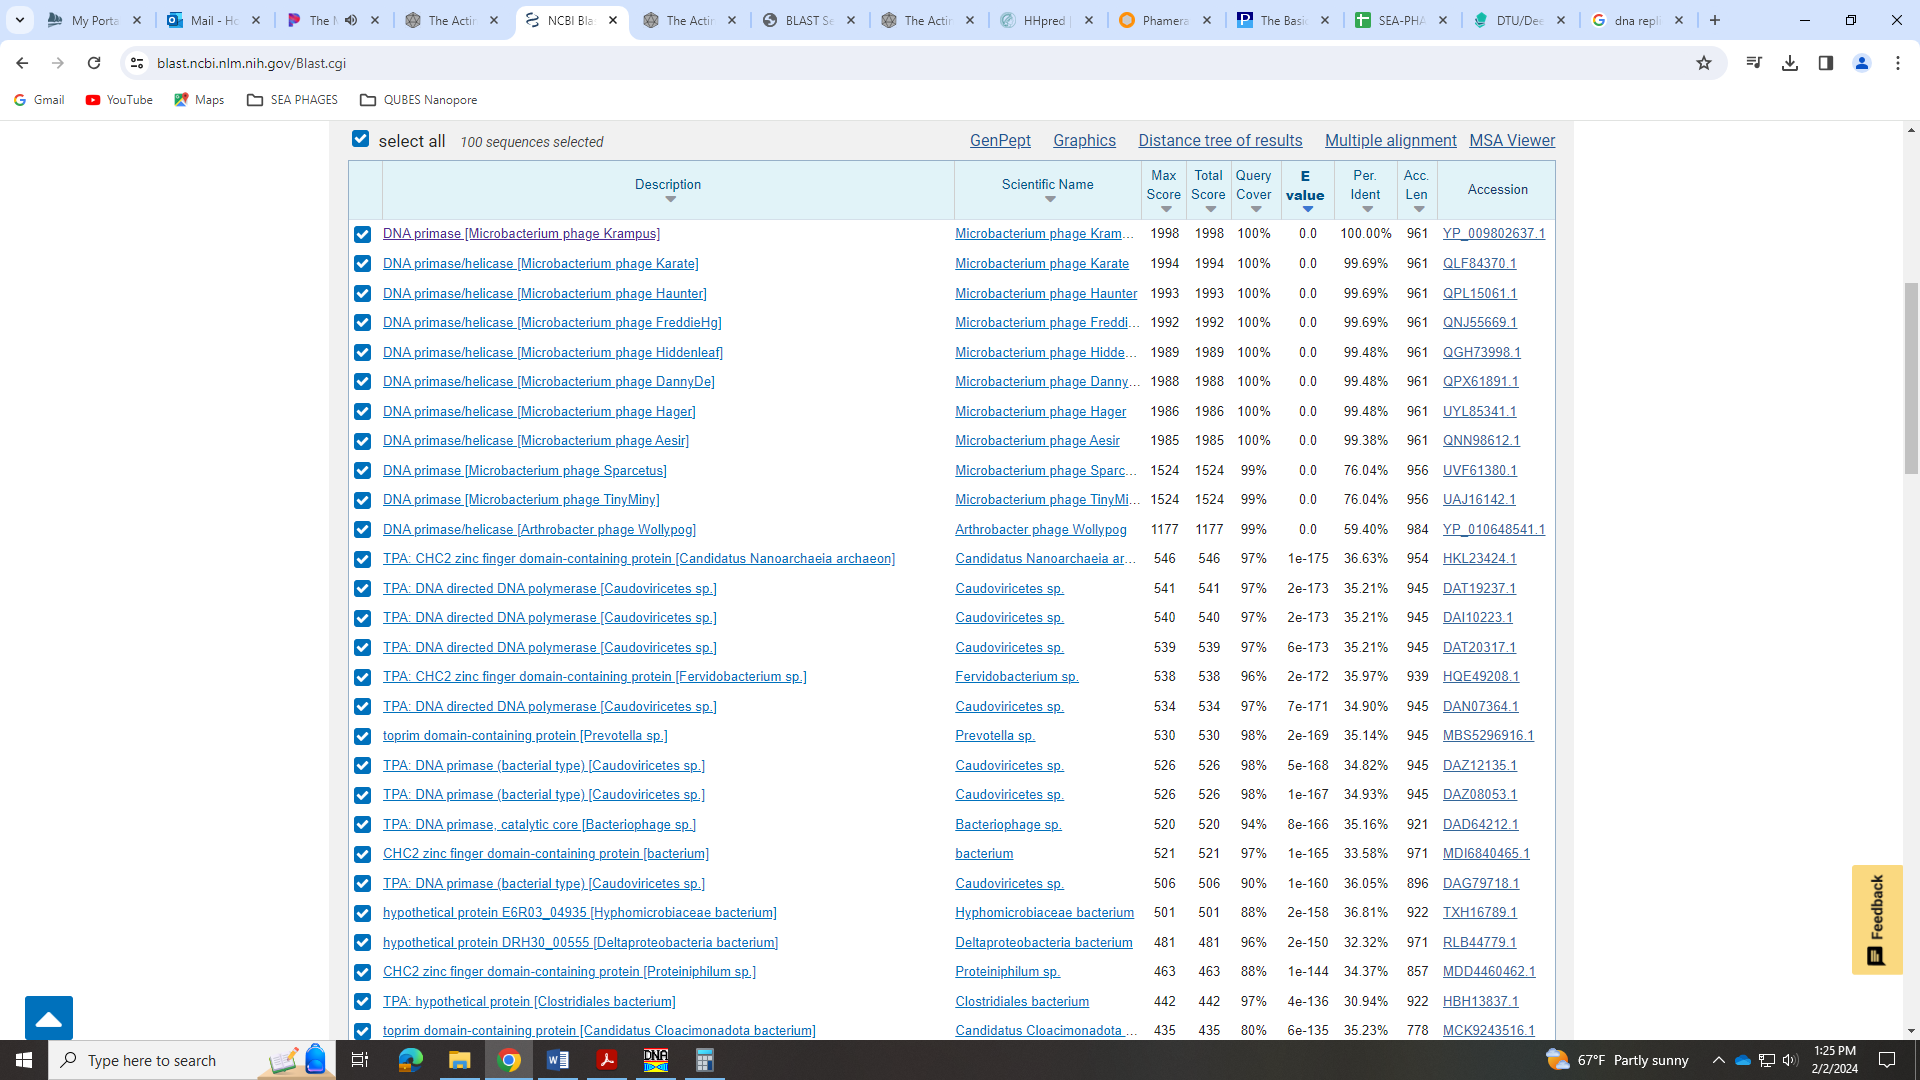 My Porta
Mail - Ho
The M
The Actin
NCBI Blas
The Actin
BLAST Se
The Actin
HHpred |
Phamera
The Basic
SEA-PHA
DTU/Dee
dna repli
blast.ncbi.nlm.nih.gov/Blast.cgi
Gmail YouTube Maps SEA PHAGES QUBES Nanopore
select all 100 sequences selected GenPept Graphics Distance tree of results Multiple alignment MSA Viewer
Description Scientific Name Max Score Total Score Query Cover E value Per. Ident Acc. Len Accession
DNA primase [Microbacterium phage Krampus] Microbacterium phage Kram... 1998 1998 100% 0.0 100.00% 961 YP_009802637.1
DNA primase/helicase [Microbacterium phage Karate] Microbacterium phage Karate 1994 1994 100% 0.0 99.69% 961 QLF84370.1
DNA primase/helicase [Microbacterium phage Haunter] Microbacterium phage Haunter 1993 1993 100% 0.0 99.69% 961 QPL15061.1
DNA primase/helicase [Microbacterium phage FreddieHg] Microbacterium phage Freddi... 1992 1992 100% 0.0 99.69% 961 QNJ55669.1
DNA primase/helicase [Microbacterium phage Hiddenleaf] Microbacterium phage Hidde... 1989 1989 100% 0.0 99.48% 961 QGH73998.1
DNA primase/helicase [Microbacterium phage DannyDe] Microbacterium phage Danny... 1988 1988 100% 0.0 99.48% 961 QPX61891.1
DNA primase/helicase [Microbacterium phage Hager] Microbacterium phage Hager 1986 1986 100% 0.0 99.48% 961 UYL85341.1
DNA primase/helicase [Microbacterium phage Aesir] Microbacterium phage Aesir 1985 1985 100% 0.0 99.38% 961 QNN98612.1
DNA primase [Microbacterium phage Sparcetus] Microbacterium phage Sparc... 1524 1524 99% 0.0 76.04% 956 UVF61380.1
DNA primase [Microbacterium phage TinyMiny] Microbacterium phage TinyMi... 1524 1524 99% 0.0 76.04% 956 UAJ16142.1
DNA primase/helicase [Arthrobacter phage Wollypog] Arthrobacter phage Wollypog 1177 1177 99% 0.0 59.40% 984 YP_010648541.1
TPA: CHC2 zinc finger domain-containing protein [Candidatus Nanoarchaeia archaeon] Candidatus Nanoarchaeia ar... 546 546 97% 1e-175 36.63% 954 HKL23424.1
TPA: DNA directed DNA polymerase [Caudoviricetes sp.] Caudoviricetes sp. 541 541 97% 2e-173 35.21% 945 DAT19237.1
TPA: DNA directed DNA polymerase [Caudoviricetes sp.] Caudoviricetes sp. 540 540 97% 2e-173 35.21% 945 DAI10223.1
TPA: DNA directed DNA polymerase [Caudoviricetes sp.] Caudoviricetes sp. 539 539 97% 6e-173 35.21% 945 DAT20317.1
TPA: CHC2 zinc finger domain-containing protein [Fervidobacterium sp.] Fervidobacterium sp. 538 538 96% 2e-172 35.97% 939 HQE49208.1
TPA: DNA directed DNA polymerase [Caudoviricetes sp.] Caudoviricetes sp. 534 534 97% 7e-171 34.90% 945 DAN07364.1
toprim domain-containing protein [Prevotella sp.] Prevotella sp. 530 530 98% 2e-169 35.14% 945 MBS5296916.1
TPA: DNA primase (bacterial type) [Caudoviricetes sp.] Caudoviricetes sp. 526 526 98% 5e-168 34.82% 945 DAZ12135.1
TPA: DNA primase (bacterial type) [Caudoviricetes sp.] Caudoviricetes sp. 526 526 98% 1e-167 34.93% 945 DAZ08053.1
TPA: DNA primase, catalytic core [Bacteriophage sp.] Bacteriophage sp. 520 520 94% 8e-166 35.16% 921 DAD64212.1
CHC2 zinc finger domain-containing protein [bacterium] bacterium 521 521 97% 1e-165 33.58% 971 MDI6840465.1
TPA: DNA primase (bacterial type) [Caudoviricetes sp.] Caudoviricetes sp. 506 506 90% 1e-160 36.05% 896 DAG79718.1
hypothetical protein E6R03_04935 [Hyphomicrobiaceae bacterium] Hyphomicrobiaceae bacterium 501 501 88% 2e-158 36.81% 922 TXH16789.1
hypothetical protein DRH30_00555 [Deltaproteobacteria bacterium] Deltaproteobacteria bacterium 481 481 96% 2e-150 32.32% 971 RLB44779.1
CHC2 zinc finger domain-containing protein [Proteiniphilum sp.] Proteiniphilum sp. 463 463 88% 1e-144 34.37% 857 MDD4460462.1
TPA: hypothetical protein [Clostridiales bacterium] Clostridiales bacterium 442 442 97% 4e-136 30.94% 922 HBH13837.1
toprim domain-containing protein [Candidatus Cloacimonadota bacterium] Candidatus Cloacimonadota ... 435 435 80% 6e-135 35.23% 778 MCK9243516.1
Feedback
Type here to search
DNA
67°F Partly sunny
1:25 PM
2/2/2024